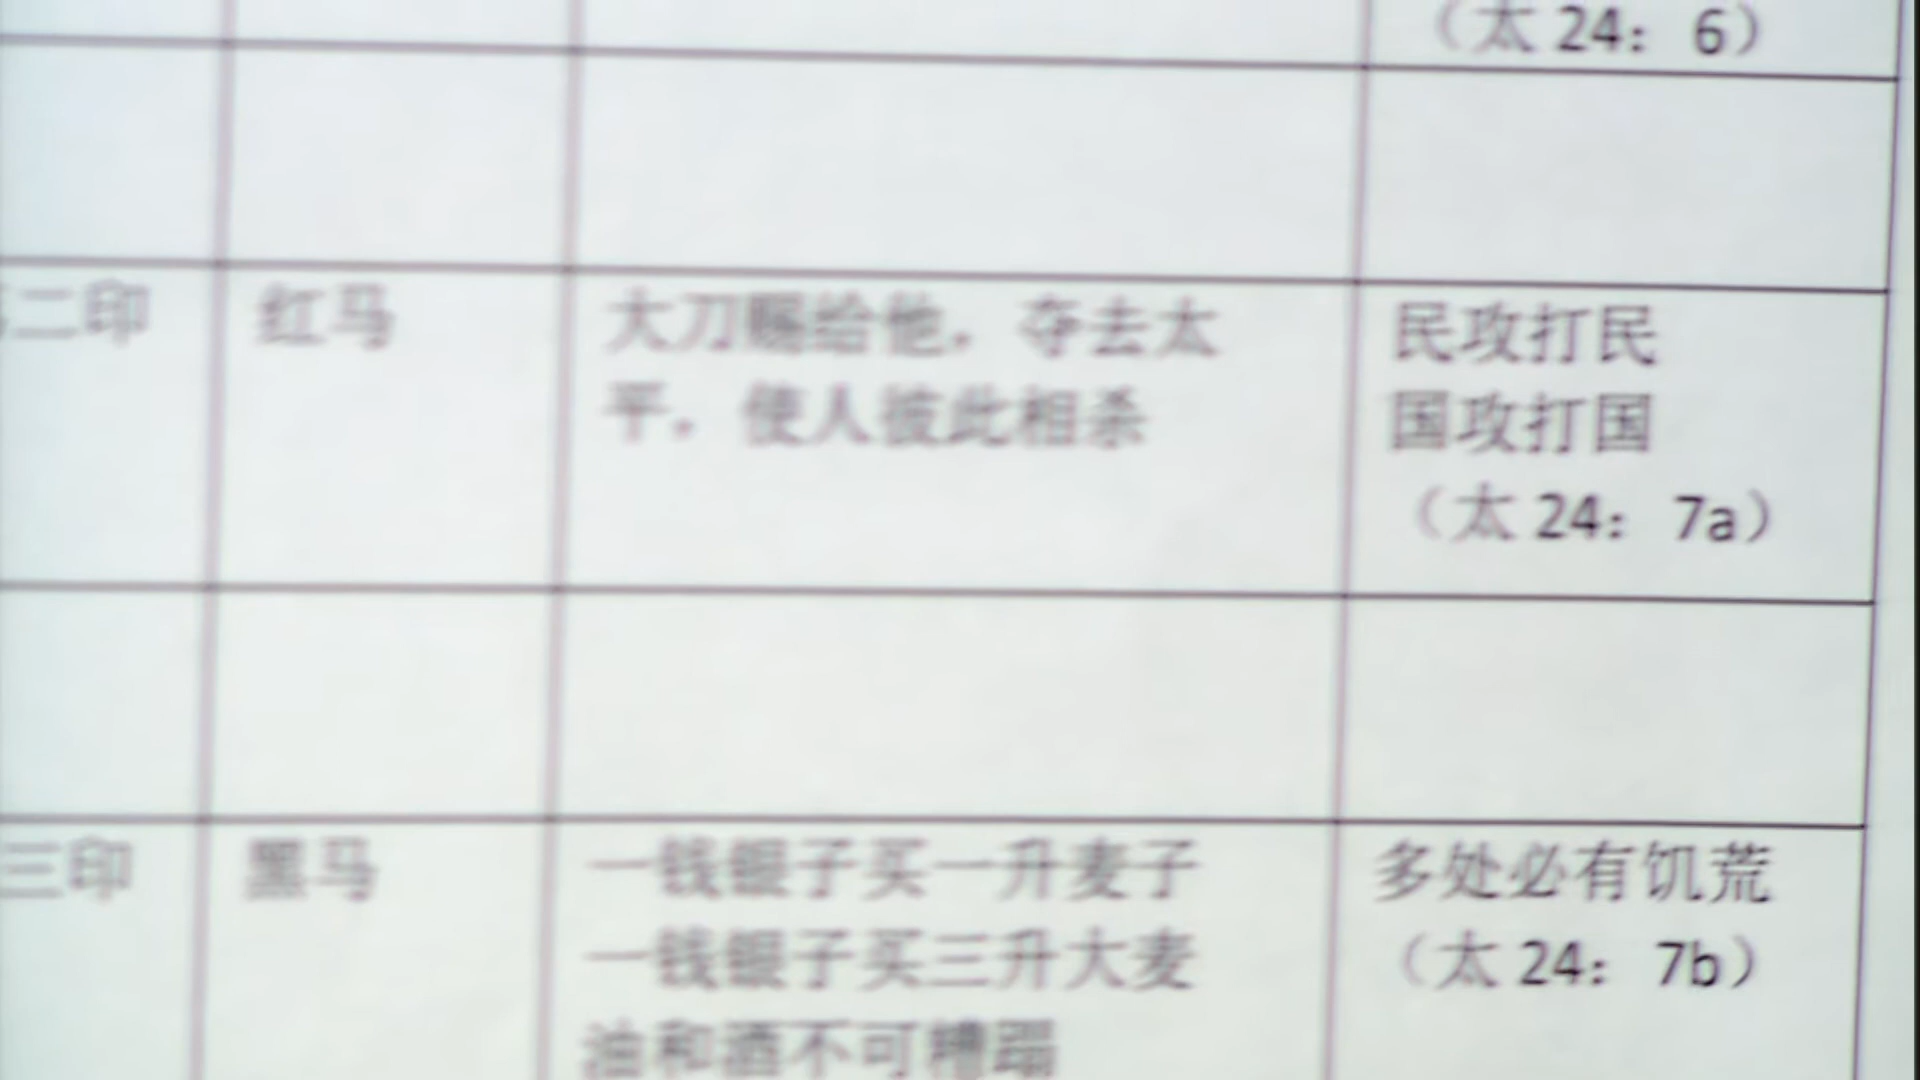 （太 24： 6）
二印
红马
大刀赐给他，夺去太
平，使人彼此相杀
民攻打民
国攻打国
（太 24： 7a）
三印
黑马
一钱银子买一升麦子
一钱银子买三升大麦
油和酒不可糟蹋
多处必有饥荒
（太 24： 7b）